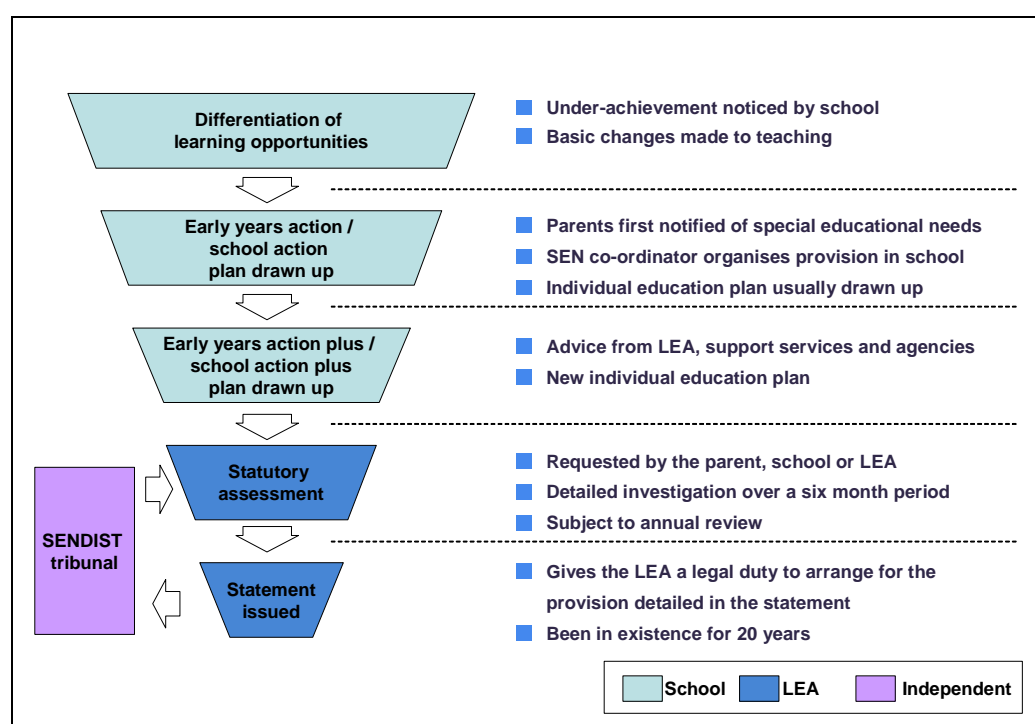 Differentiation of
learning opportunities
Under-achievement noticed by school
Basic changes made to teaching
Early years action /
school action
plan drawn up
Parents first notified of special educational needs
SEN co-ordinator organises provision in school
Individual education plan usually drawn up
Early years action plus /
school action plus
plan drawn up
Advice from LEA, support services and agencies
New individual education plan
Statutory
assessment
Requested by the parent, school or LEA
Detailed investigation over a six month period
Subject to annual review
SENDIST
tribunal
Statement
issued
Gives the LEA a legal duty to arrange for the
provision detailed in the statement
Been in existence for 20 years
School
LEA
Independent